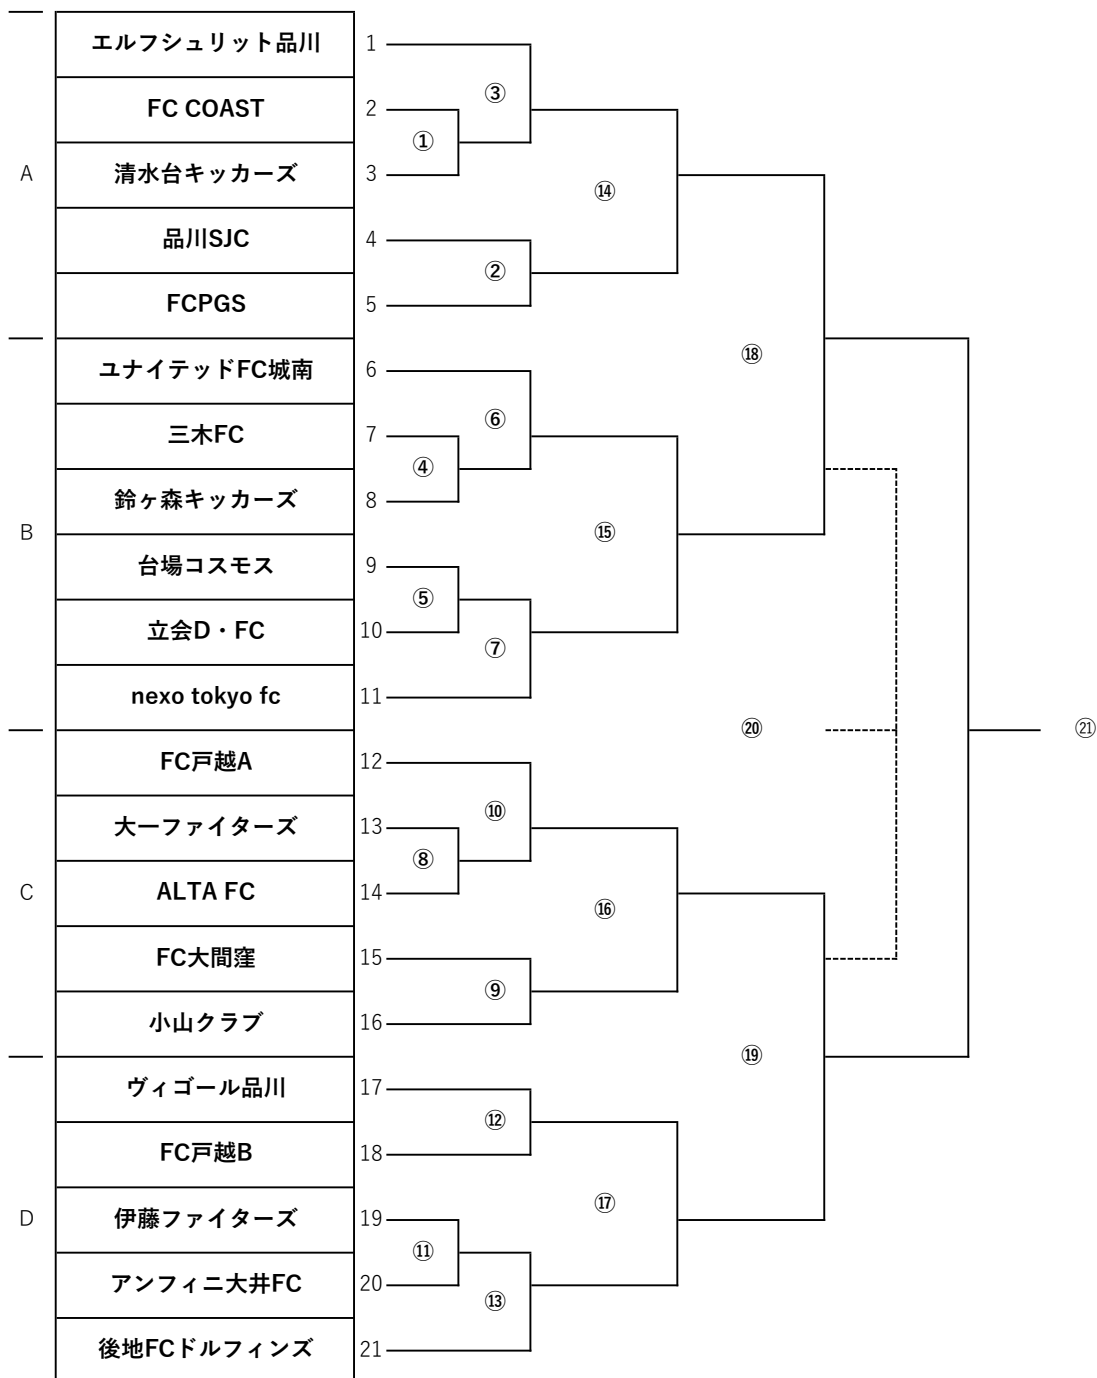 エルフシュリット品川 1
③
FC COAST 2
①
A 清水台キッカーズ 3
⑭
品川SJC 4
②
FCPGS 5
⑱
ユナイテッドFC城南 6
⑥
三木FC 7
④
鈴ヶ森キッカーズ 8
B ⑮
台場コスモス 9
⑤
立会D・FC 10
⑦
nexo tokyo fc 11
⑳ ㉑
FC戸越A 12
⑩
大一ファイターズ 13
⑧
C ALTA FC 14
⑯
FC大間窪 15
⑨
小山クラブ 16
⑲
ヴィゴール品川 17
⑫
FC戸越B 18
⑰
D 伊藤ファイターズ 19
⑪
アンフィニ大井FC 20
⑬
後地FCドルフィンズ 21